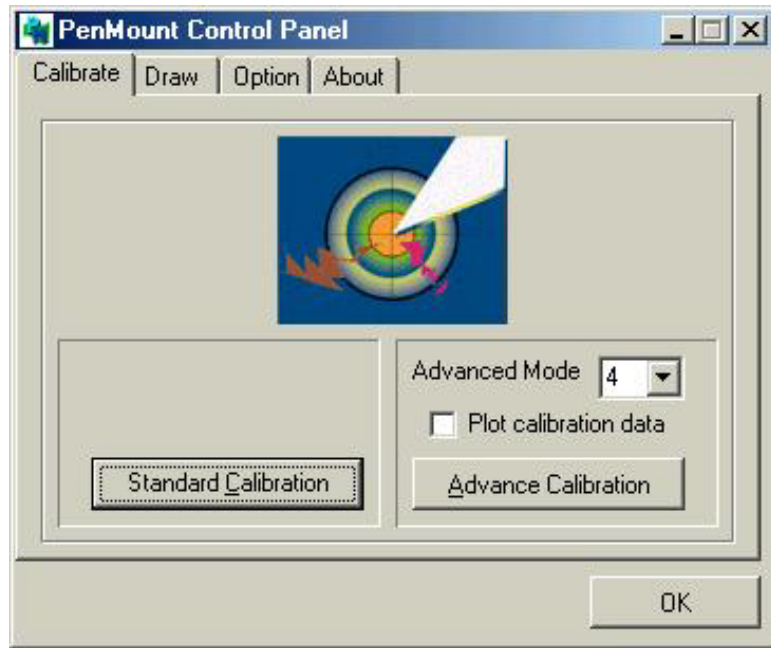 PenMount Control Panel
Calibrate Draw Option About
Advanced Mode 4
Plot calibration data
Standard Calibration Advance Calibration
OK